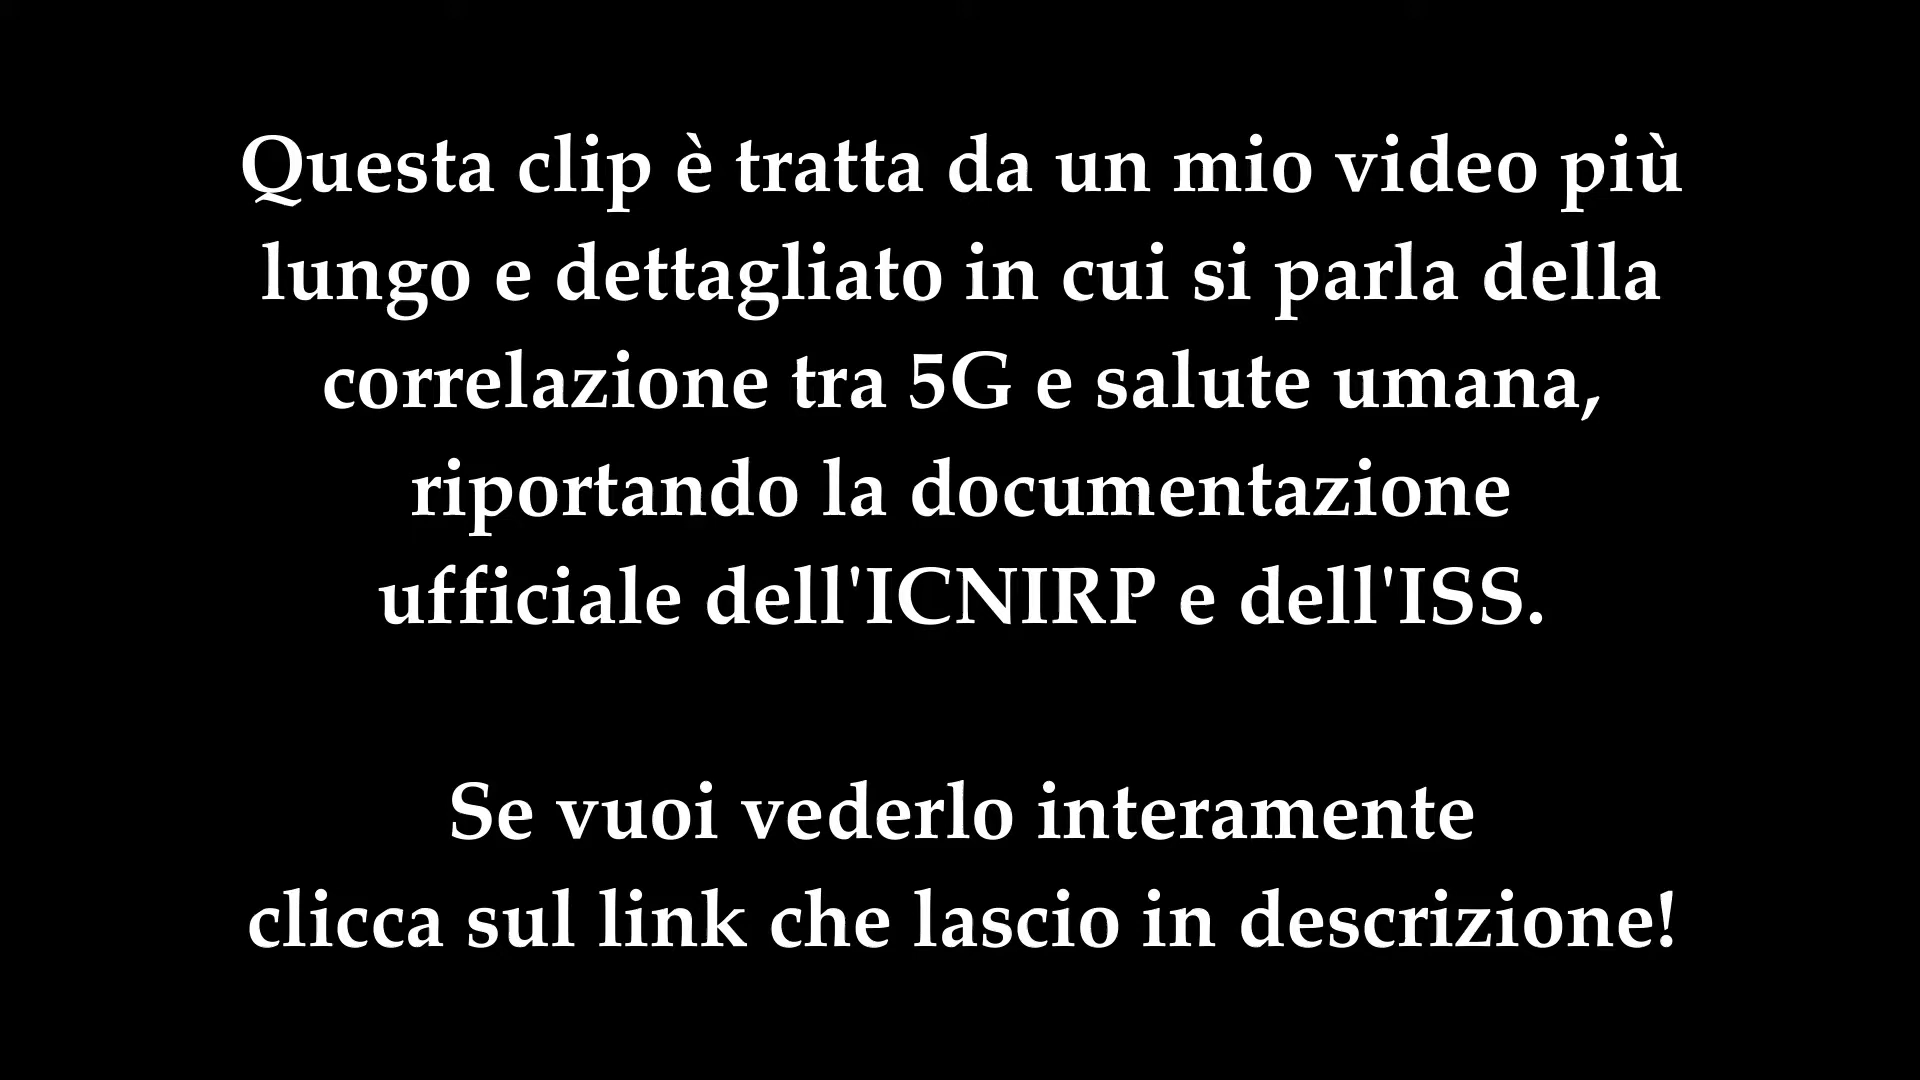 Questa clip è tratta da un mio video più
lungo e dettagliato in cui si parla della
correlazione tra 5G e salute umana,
riportando la documentazione
ufficiale dell'ICNIRP e dell'ISS.
Se vuoi vederlo interamente
clicca sul link che lascio in descrizione!